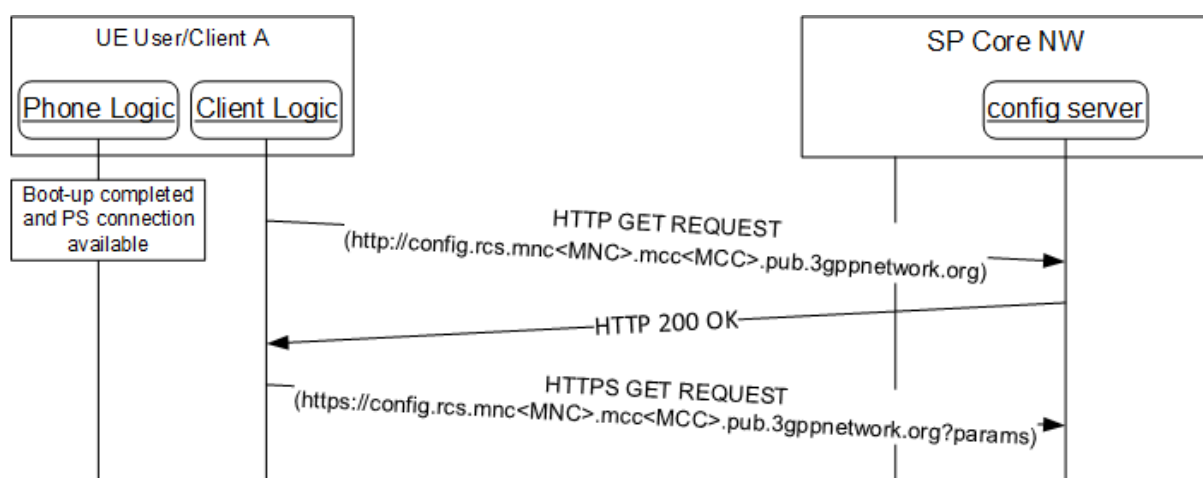 UE User/Client A
SP Core NW
Phone Logic
Client Logic
config server
Boot-up completed
and PS connection
available
HTTP GET REQUEST
(http://config.rcs.mnc<MNC>.mcc<MCC>.pub.3gppnetwork.org)
HTTP 200 OK
HTTPS GET REQUEST
(https://config.rcs.mnc<MNC>.mcc<MCC>.pub.3gppnetwork.org?params)